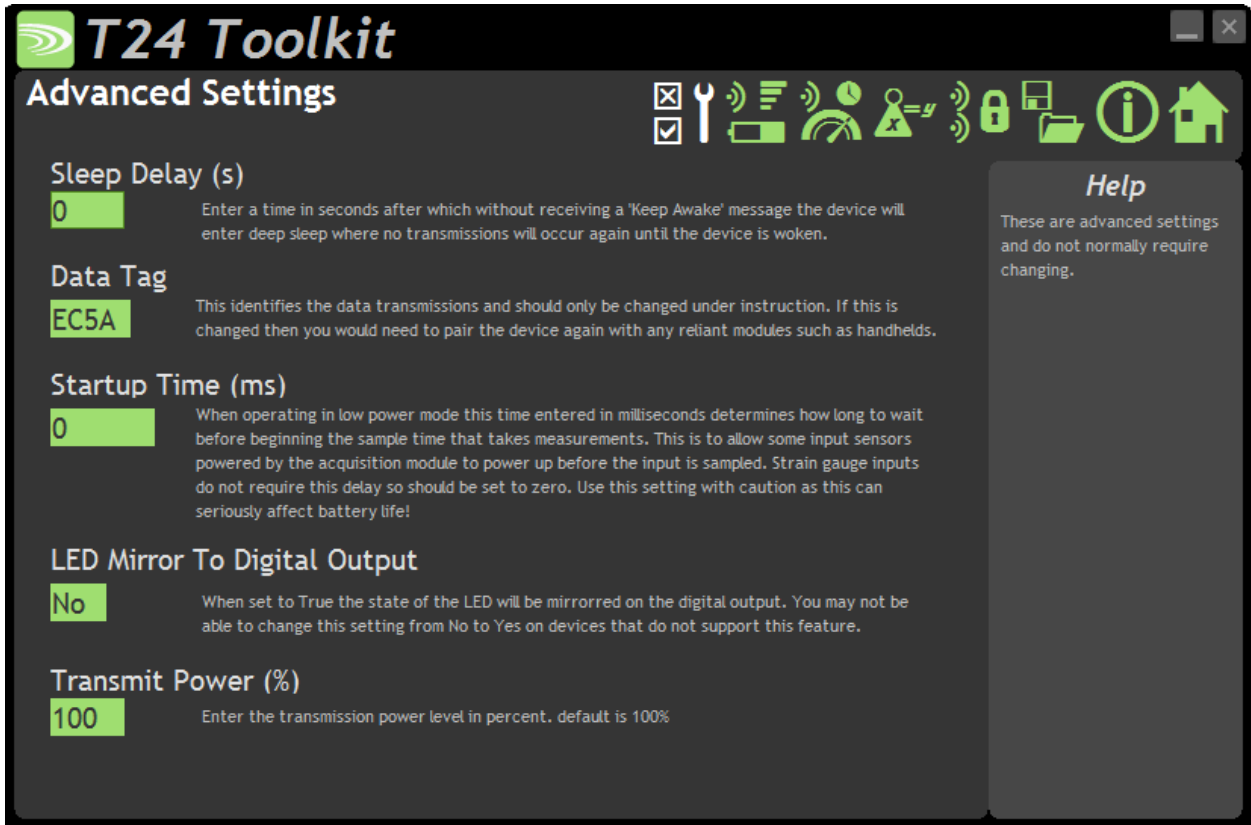 T24 Toolkit
Advanced Settings
x=y
Sleep Delay (s)
0
Enter a time in seconds after which without receiving a 'Keep Awake' message the device will
enter deep sleep where no transmissions will occur again until the device is woken.
Data Tag
EC5A
This identifies the data transmissions and should only be changed under instruction. If this is
changed then you would need to pair the device again with any reliant modules such as handhelds.
Startup Time (ms)
0
When operating in low power mode this time entered in milliseconds determines how long to wait
before beginning the sample time that takes measurements. This is to allow some input sensors
powered by the acquisition module to power up before the input is sampled. Strain gauge inputs
do not require this delay so should be set to zero. Use this setting with caution as this can
seriously affect battery life!
LED Mirror To Digital Output
No
When set to True the state of the LED will be mirrorred on the digital output. You may not be
able to change this setting from No to Yes on devices that do not support this feature.
Transmit Power (%)
100
Enter the transmission power level in percent. default is 100%
Help
These are advanced settings
and do not normally require
changing.